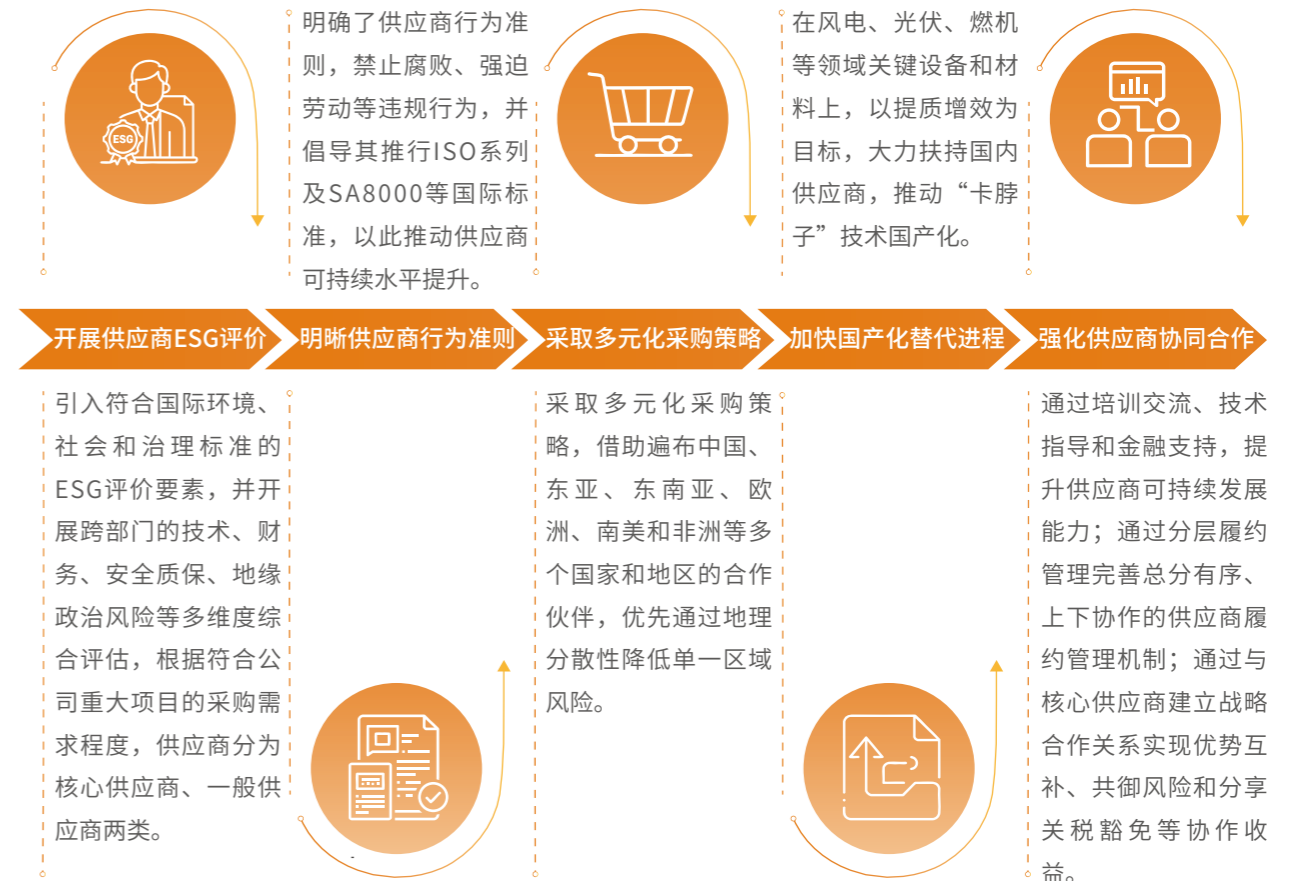 明确了供应商行为准
则，禁止腐败、强迫
劳动等违规行为，并
倡导其推行ISO系列
及SA8000等国际标
准，以此推动供应商
可持续水平提升。
在风电、光伏、燃机
等领域关键设备和材
料上，以提质增效为
目标，大力扶持国内
供应商，推动“卡脖
子”技术国产化。
ESG
开展供应商ESG评价
明晰供应商行为准则
采取多元化采购策略
加快国产化替代进程
强化供应商协同合作
引入符合国际环境、
社会和治理标准的
ESG评价要素，并开
展跨部门的技术、财
务、安全质保、地缘
政治风险等多维度综
合评估，根据符合公
司重大项目的采购需
求程度，供应商分为
核心供应商、一般供
应商两类。
采取多元化采购策
略，借助遍布中国、
东亚、东南亚、欧
洲、南美和非洲等多
个国家和地区的合作
伙伴，优先通过地理
分散性降低单一区域
风险。
通过培训交流、技术
指导和金融支持，提
升供应商可持续发展
能力；通过分层履约
管理完善总分有序、
上下协作的供应商履
约管理机制；通过与
核心供应商建立战略
合作关系实现优势互
补、共御风险和分享
关税豁免等协作收
益。